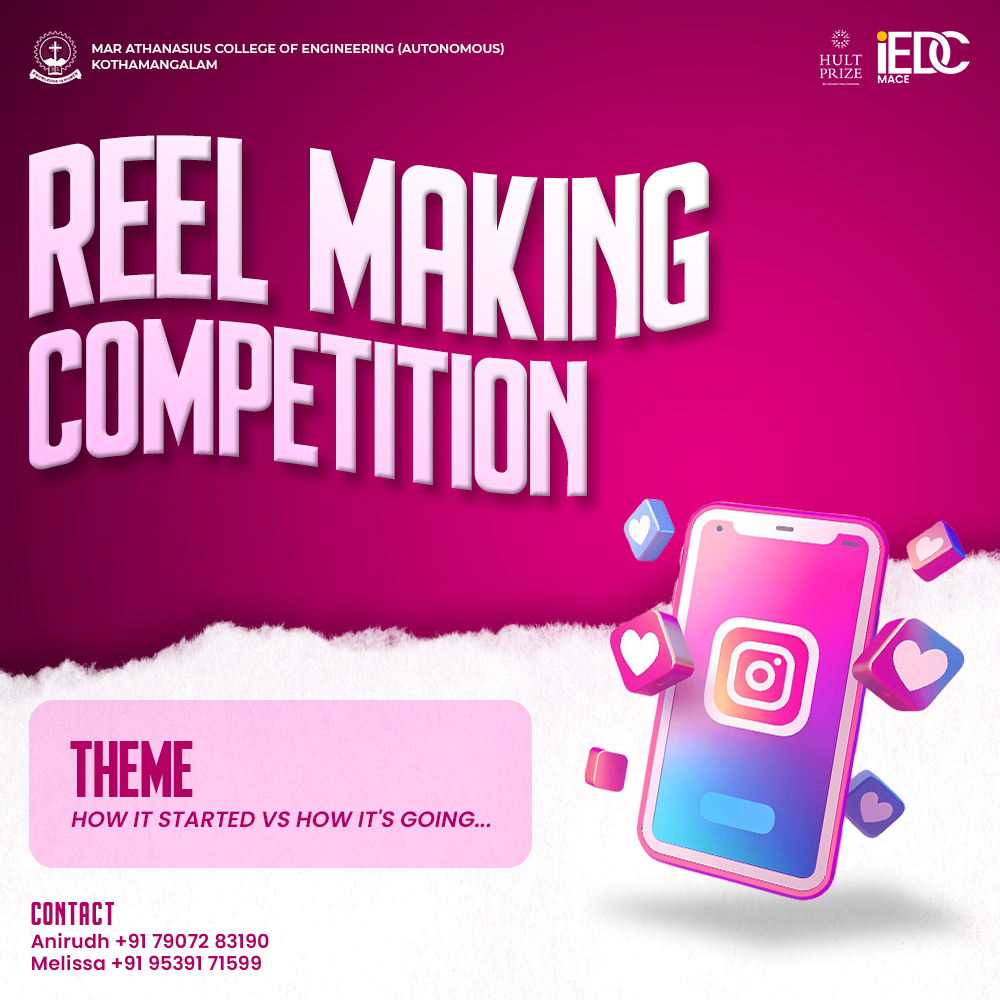 MAR ATHANASIUS COLLEGE OF ENGINEERING (AUTONOMOUS)
KOTHAMANGALAM
HULT
PRIZE
iEDC
MACE
REEL MAKING
COMPETITION
THEME
HOW IT STARTED VS HOW IT'S GOING...
CONTACT
Anirudh +91 79072 83190
Melissa +91 95391 71599